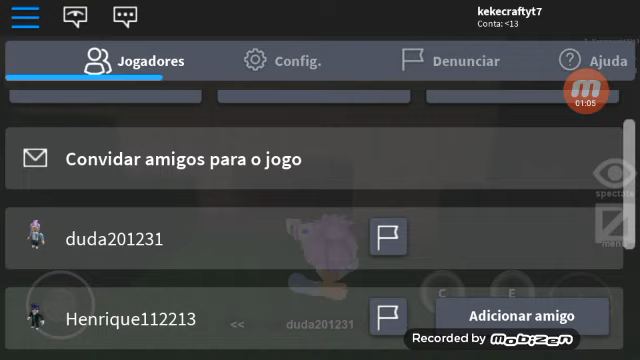 kekecraftyt7
Conta: <13
Jogadores
Config.
Denunciar
Ajuda
01:05
Convidar amigos para o jogo
spectate
duda201231
C
E
Henrique112213
<<
duda201231
Adicionar amigo
Recorded by mobizen